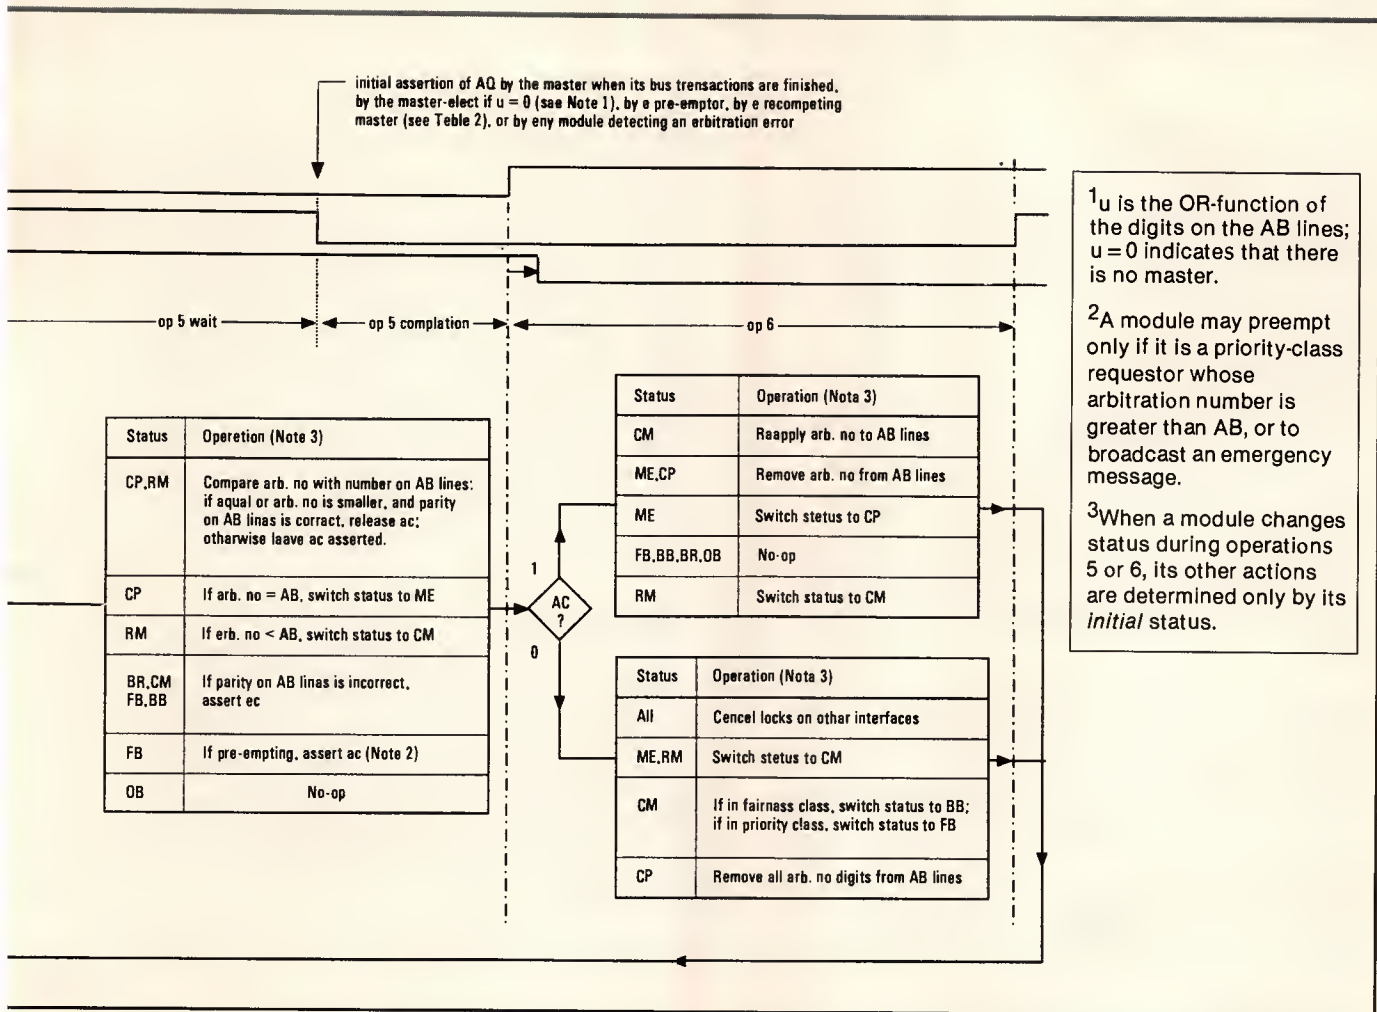 initial assertion of AQ by the master when its bus trensactions are finished,
by the master-elect if u = 0 (sae Note 1), by e pre-emptor, by e recompeting
master (see Teble 2), or by eny module detecting an erbitration error
op 5 wait
op 5 complation
op 6
Status Operetion (Note 3)
CP,RM Compare arb. no with number on AB lines:
if aqual or arb. no is smaller, and parity
on AB linas is corract, release ac;
otherwise leave ac asserted.
CP If arb. no = AB, switch status to ME
RM If erb. no < AB, switch status to CM
BR,CM
FB,BB
If parity on AB linas is incorrect,
assert ec
FB If pre-empting, assert ac (Note 2)
OB No-op
AC
?
1
0
Status Operation (Nota 3)
CM Raapply arb. no to AB lines
ME,CP Remove arb. no from AB lines
ME Switch stetus to CP
FB,BB,BR,OB No-op
RM Switch status to CM
Status Operation (Nota 3)
All Cencel locks on othar interfaces
ME,RM Switch stetus to CM
CM If in fairnass class, switch status to BB;
if in priority class, switch status to FB
CP Remove all arb. no digits from AB lines
1u is the OR-function of
the digits on the AB lines;
u = 0 indicates that there
is no master.
2A module may preempt
only if it is a priority-class
requestor whose
arbitration number is
greater than AB, or to
broadcast an emergency
message.
3When a module changes
status during operations
5 or 6, its other actions
are determined only by its
initial status.